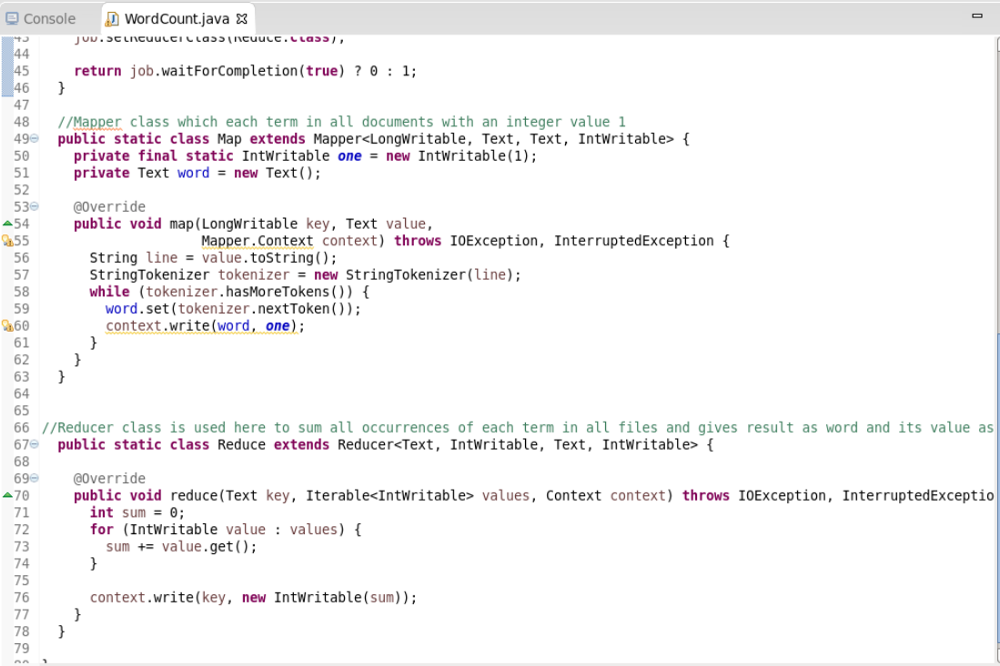 Console WordCount.java
43 job.setReducerClass(Reduce.class);
44
45 return job.waitForCompletion(true) ? 0 : 1;
46 }
47
48 //Mapper class which each term in all documents with an integer value 1
49 public static class Map extends Mapper<LongWritable, Text, Text, IntWritable> {
50 private final static IntWritable one = new IntWritable(1);
51 private Text word = new Text();
52
53 @Override
54 public void map(LongWritable key, Text value,
55 Mapper.Context context) throws IOException, InterruptedException {
56 String line = value.toString();
57 StringTokenizer tokenizer = new StringTokenizer(line);
58 while (tokenizer.hasMoreTokens()) {
59 word.set(tokenizer.nextToken());
60 context.write(word, one);
61 }
62 }
63 }
64
65
66 //Reducer class is used here to sum all occurrences of each term in all files and gives result as word and its value as
67 public static class Reduce extends Reducer<Text, IntWritable, Text, IntWritable> {
68
69 @Override
70 public void reduce(Text key, Iterable<IntWritable> values, Context context) throws IOException, InterruptedExceptio
71 int sum = 0;
72 for (IntWritable value : values) {
73 sum += value.get();
74 }
75
76 context.write(key, new IntWritable(sum));
77 }
78 }
79
80 }